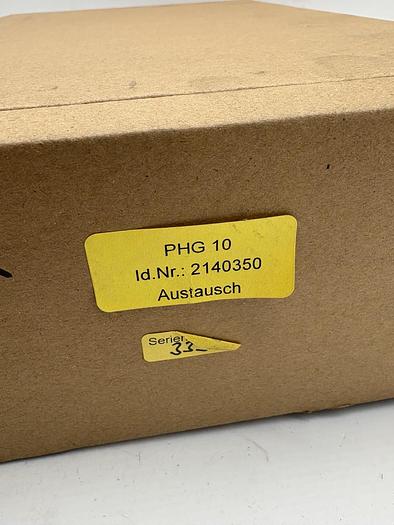 PHG 10
Id.Nr.: 2140350
Austausch
Serie
33